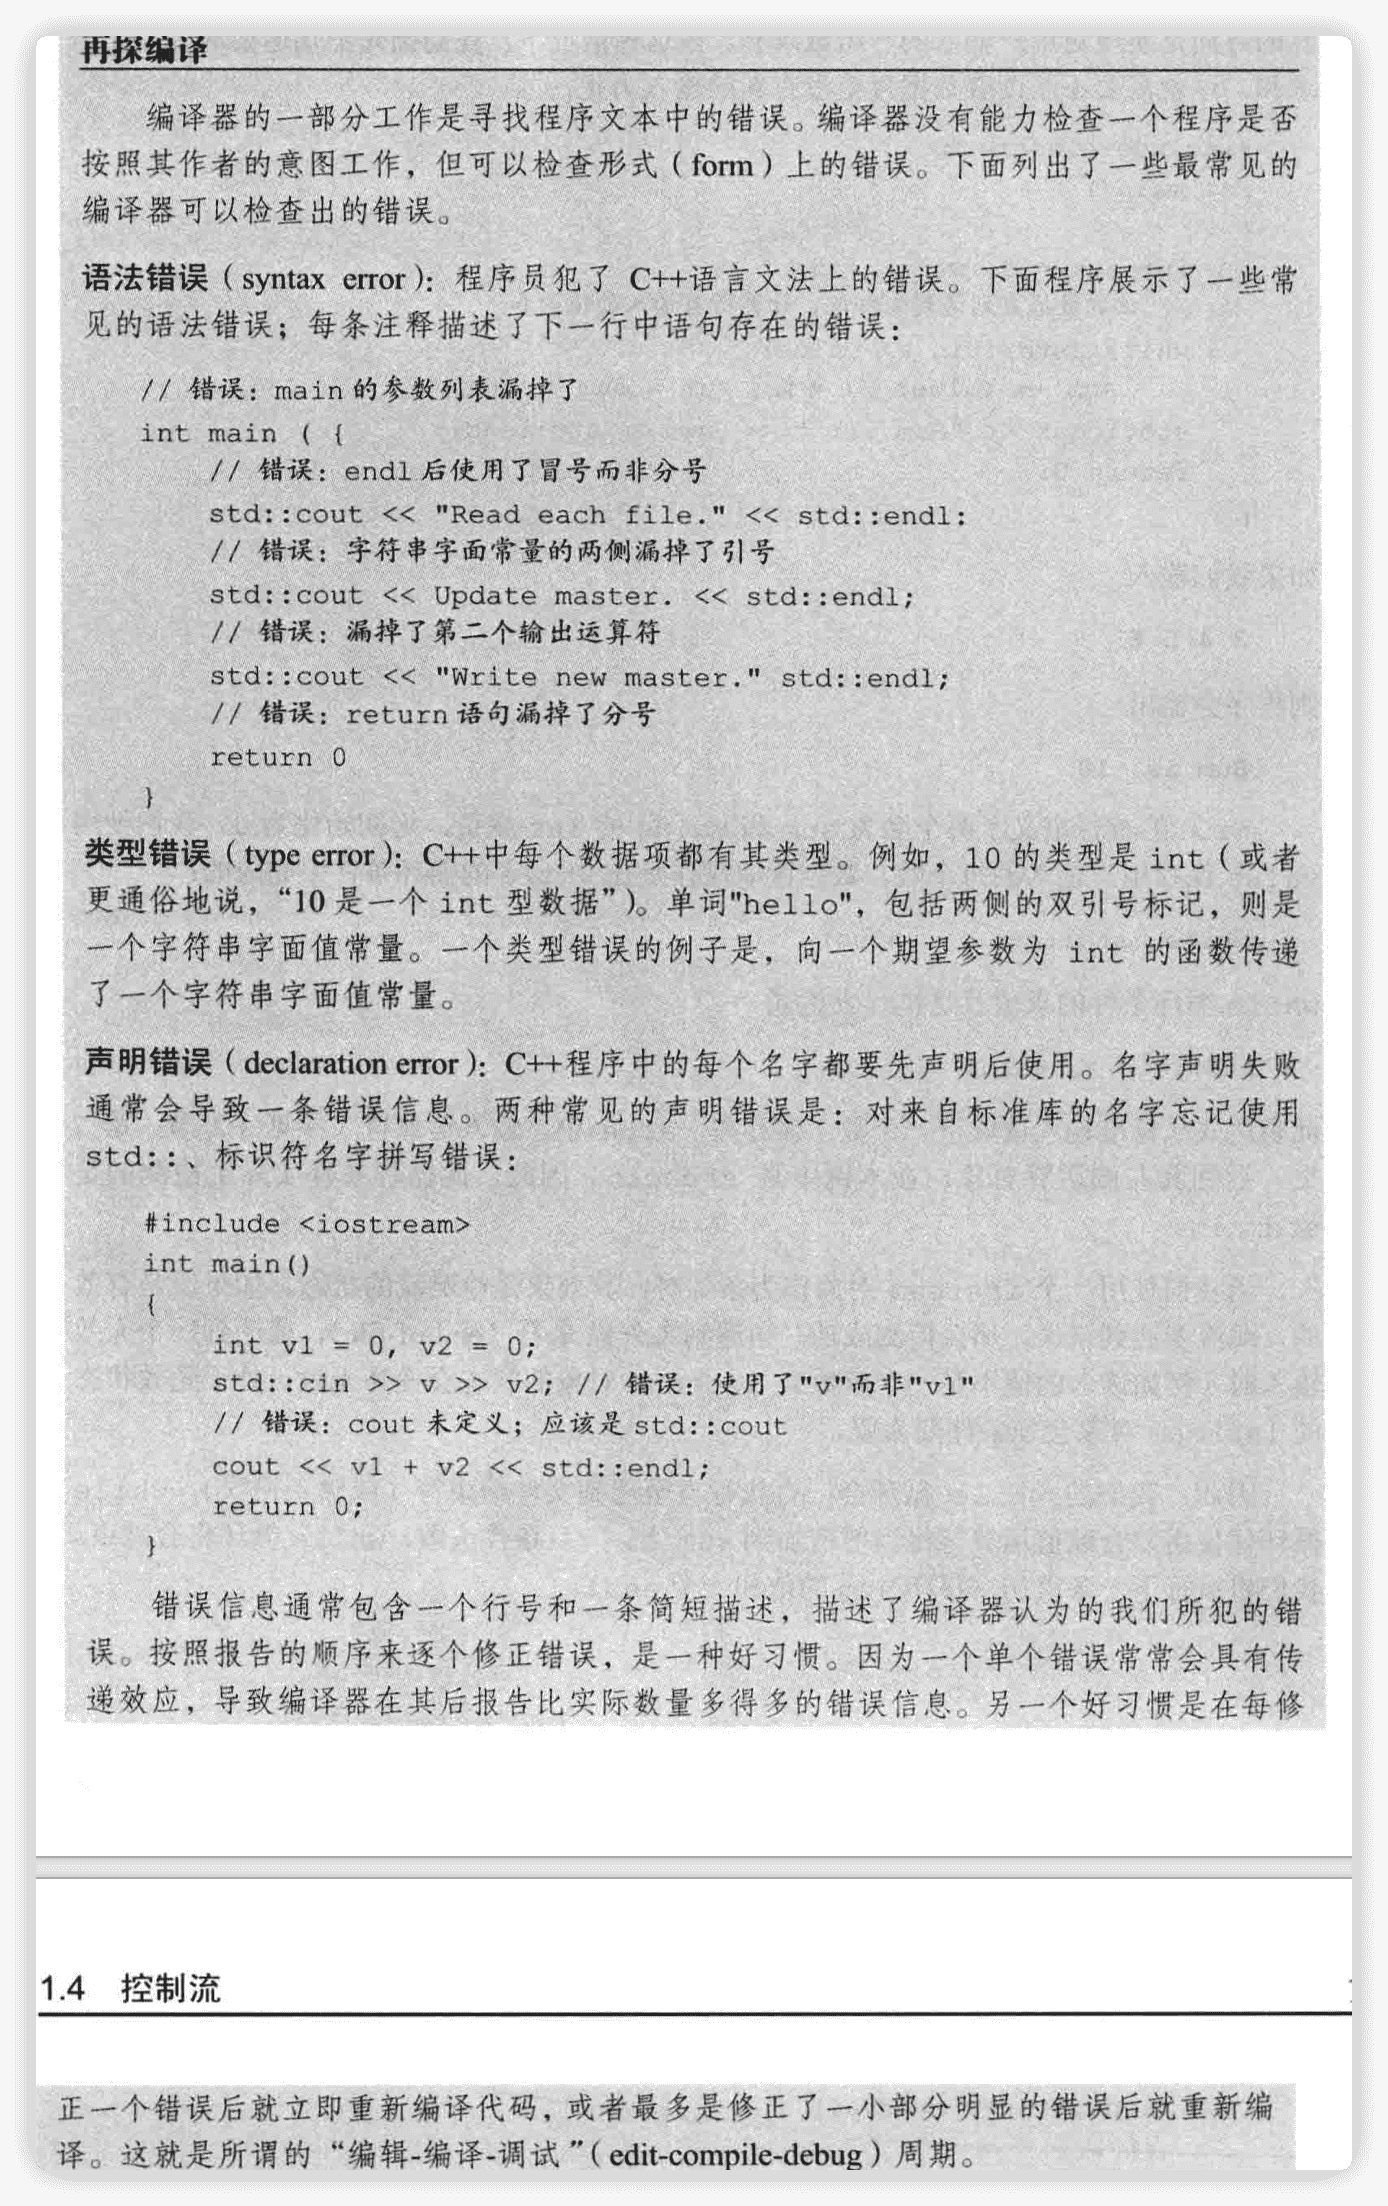 再探编译
编译器的一部分工作是寻找程序文本中的错误。编译器没有能力检查一个程序是否
按照其作者的意图工作，但可以检查形式（form）上的错误。下面列出了一些最常见的
编译器可以检查出的错误。
语法错误（syntax error）：程序员犯了 C++语言文法上的错误。下面程序展示了一些常
见的语法错误；每条注释描述了下一行中语句存在的错误：
// 错误：main 的参数列表漏掉了
int main ( {
// 错误：endl 后使用了冒号而非分号
std::cout << "Read each file." << std::endl:
// 错误：字符串字面常量的两侧漏掉了引号
std::cout << Update master. << std::endl;
// 错误：漏掉了第二个输出运算符
std::cout << "Write new master." std::endl;
// 错误：return 语句漏掉了分号
return 0
}
类型错误（type error）：C++中每个数据项都有其类型。例如，10 的类型是 int（或者
更通俗地说，“10 是一个 int 型数据”）。单词"hello"，包括两侧的双引号标记，则是
一个字符串字面值常量。一个类型错误的例子是，向一个期望参数为 int 的函数传递
了一个字符串字面值常量。
声明错误（declaration error）：C++程序中的每个名字都要先声明后使用。名字声明失败
通常会导致一条错误信息。两种常见的声明错误是：对来自标准库的名字忘记使用
std::、标识符名字拼写错误：
#include <iostream>
int main()
{
int v1 = 0, v2 = 0;
std::cin >> v >> v2; // 错误：使用了"v"而非"v1"
// 错误：cout 未定义；应该是 std::cout
cout << v1 + v2 << std::endl;
return 0;
}
错误信息通常包含一个行号和一条简短描述，描述了编译器认为的我们所犯的错
误。按照报告的顺序来逐个修正错误，是一种好习惯。因为一个单个错误常常会具有传
递效应，导致编译器在其后报告比实际数量多得多的错误信息。另一个好习惯是在每修
1.4 控制流
正一个错误后就立即重新编译代码，或者最多是修正了一小部分明显的错误后就重新编
译。这就是所谓的“编辑-编译-调试”（edit-compile-debug）周期。